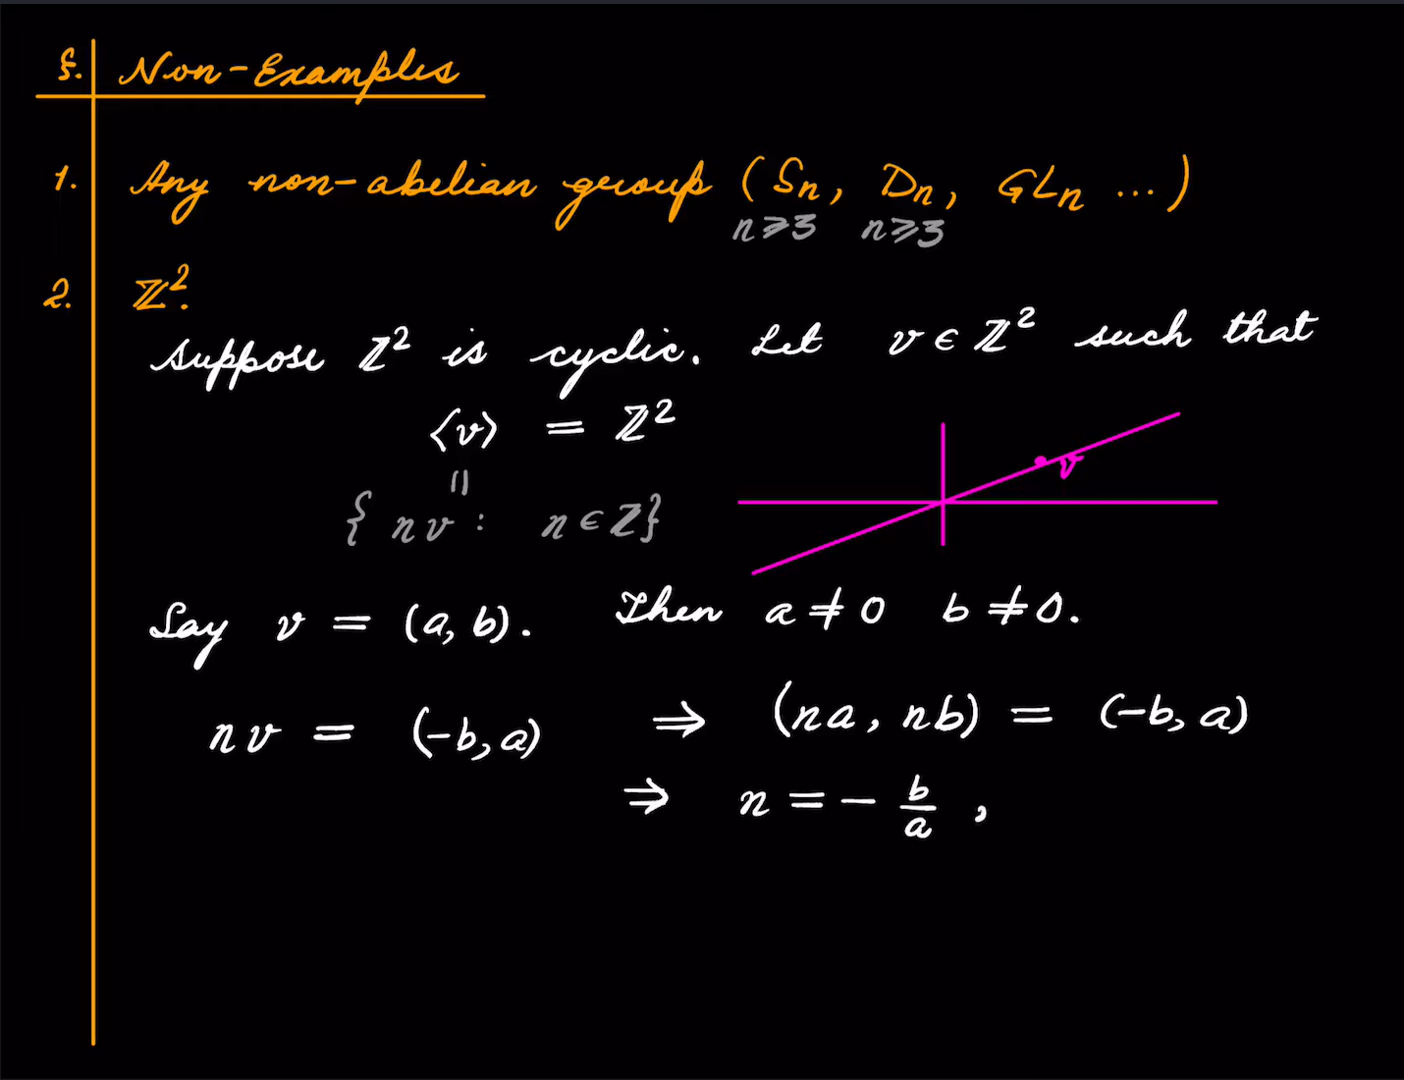 §. Non-Examples
1. Any non-abelian group (Sn, Dn, GLn ...)
n⩾3 n⩾3
2. ℤ².
Suppose ℤ² is cyclic. Let v ∈ ℤ² such that
⟨v⟩ = ℤ²
||
{ nv : n ∈ ℤ}
v
Say v = (a, b). Then a ≠ 0 b ≠ 0.
nv = (-b, a) ⇒ (na, nb) = (-b, a)
⇒ n = - b/a ,